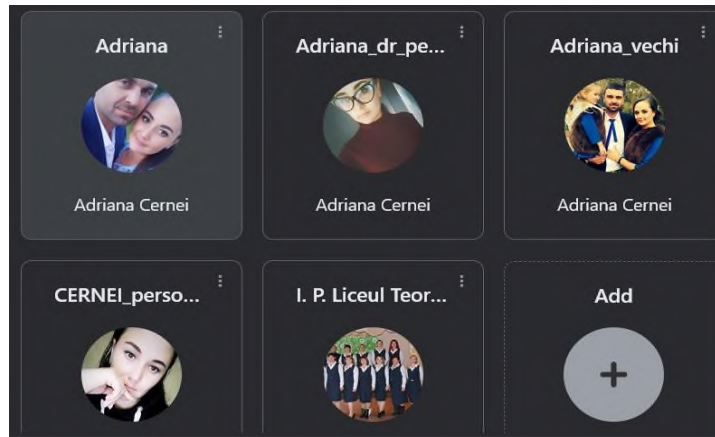 Adriana
Adriana_dr_pe...
Adriana_vechi
Adriana Cernei
Adriana Cernei
Adriana Cernei
CERNEI_perso...
I. P. Liceul Teor...
Add